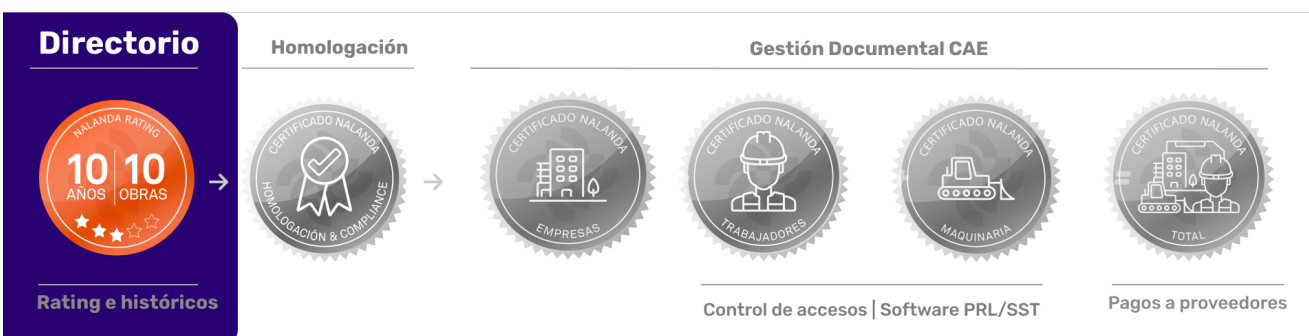 Directorio
Homologación
Gestión Documental CAE
NALANDA RATING
10 | 10
AÑOS | OBRAS
CERTIFICADO NALANDA
HOMOLOGACIÓN & COMPLIANCE
CERTIFICADO NALANDA
EMPRESAS
CERTIFICADO NALANDA
TRABAJADORES
CERTIFICADO NALANDA
MAQUINARIA
CERTIFICADO NALANDA
TOTAL
Rating e históricos
Control de accesos | Software PRL/SST
Pagos a proveedores